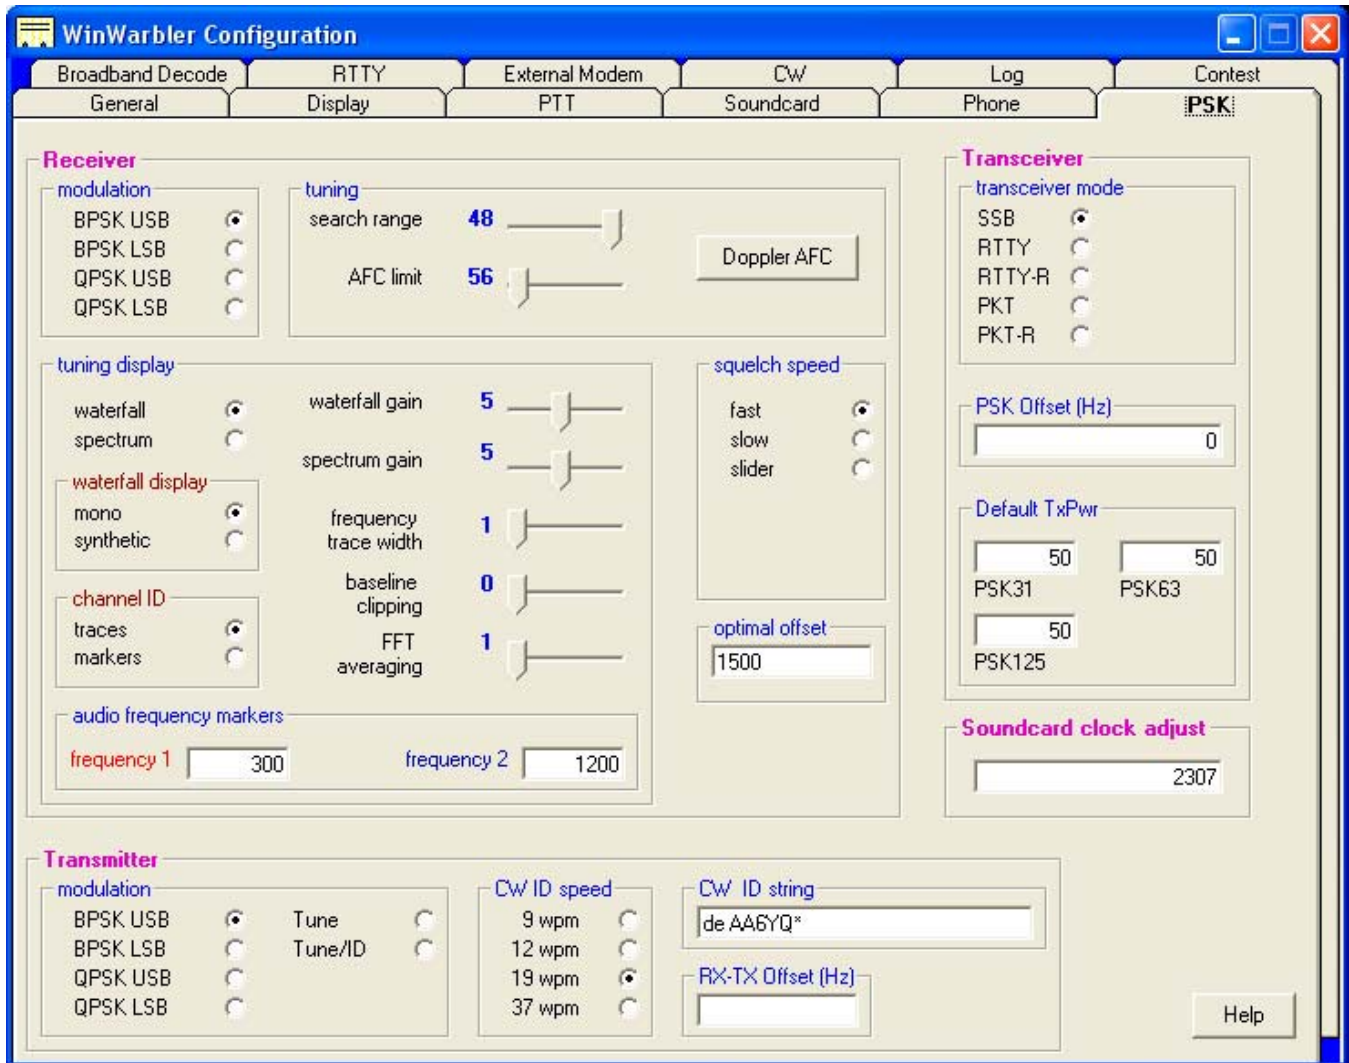 WinWarbler Configuration
Broadband Decode RTTY External Modem CW Log Contest
General Display PTT Soundcard Phone PSK
Receiver
modulation
BPSK USB
BPSK LSB
QPSK USB
QPSK LSB
tuning
search range 48
AFC limit 56
Doppler AFC
tuning display
waterfall
spectrum
waterfall display
mono
synthetic
channel ID
traces
markers
waterfall gain 5
spectrum gain 5
frequency
trace width 1
baseline
clipping 0
FFT
averaging 1
audio frequency markers
frequency 1 300 frequency 2 1200
squelch speed
fast
slow
slider
optimal offset
1500
Transceiver
transceiver mode
SSB
RTTY
RTTY-R
PKT
PKT-R
PSK Offset (Hz)
0
Default TxPwr
50 50
PSK31 PSK63
50
PSK125
Soundcard clock adjust
2307
Transmitter
modulation
BPSK USB Tune
BPSK LSB Tune/ID
QPSK USB
QPSK LSB
CW ID speed
9 wpm
12 wpm
19 wpm
37 wpm
CW ID string
de AA6YQ*
RX-TX Offset (Hz)
Help